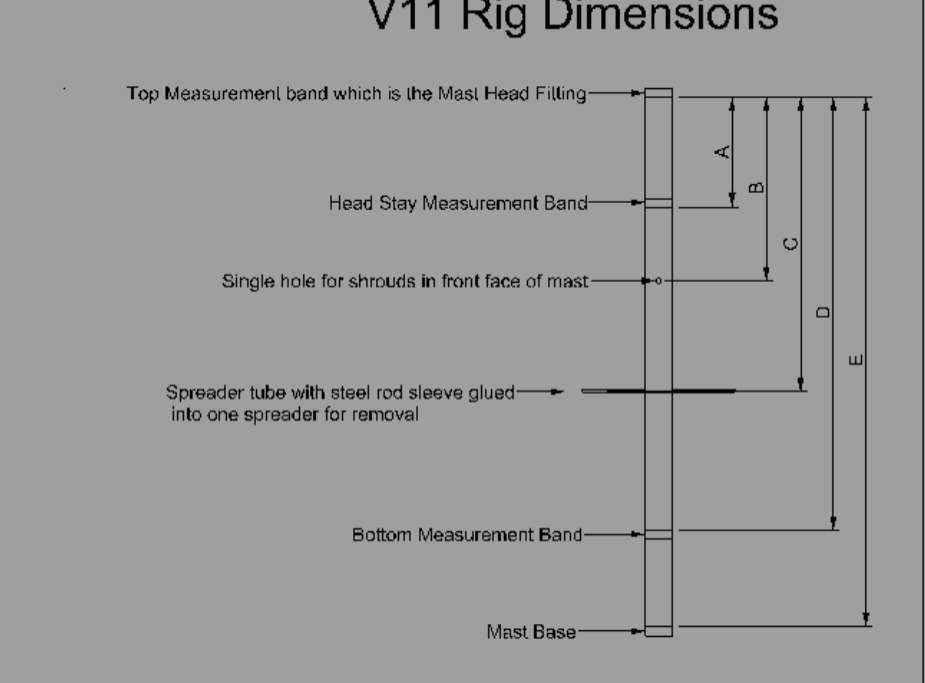 V11 Rig Dimensions
Top Measurement band which is the Mast Head Fitting
A
B
Head Stay Measurement Band
C
Single hole for shrouds in front face of mast
D
E
Spreader tube with steel rod sleeve glued
into one spreader for removal
Bottom Measurement Band
Mast Base